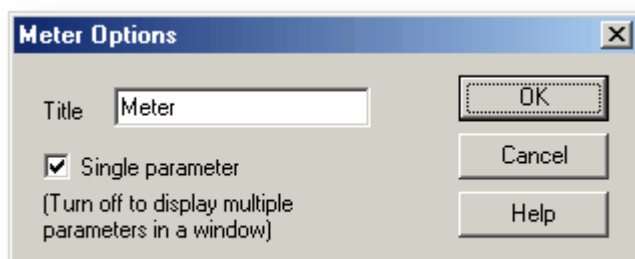 Meter Options
Title Meter OK
Single parameter Cancel
(Turn off to display multiple
parameters in a window) Help